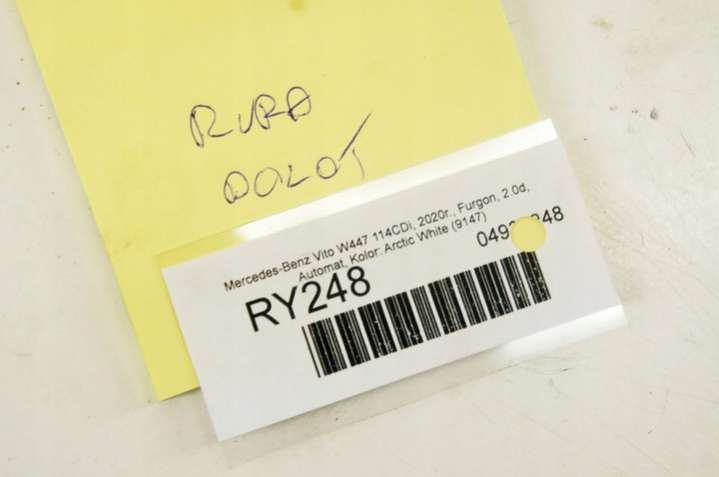 RURA
DOLOT
Mercedes-Benz Vito W447 114CDi, 2020r., Furgon, 2.0d,
Automat, Kolor: Arctic White (9147)
RY248